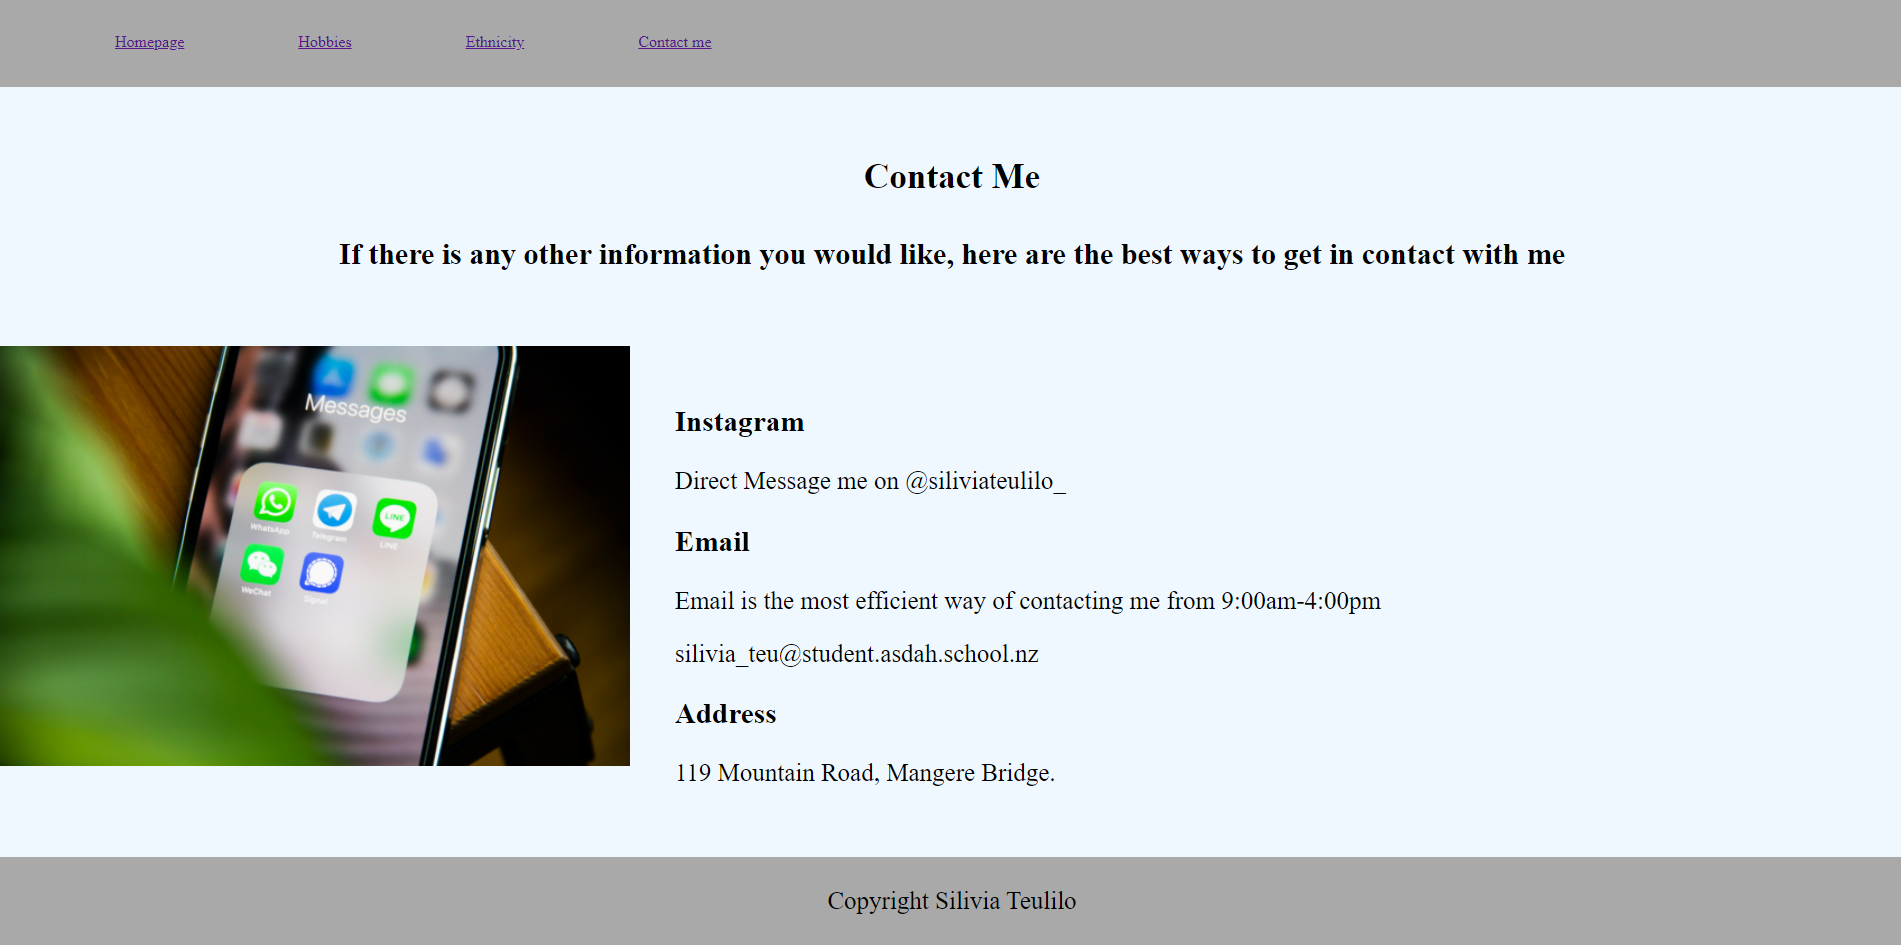 Homepage Hobbies Ethnicity Contact me
Contact Me
If there is any other information you would like, here are the best ways to get in contact with me
Messages
WhatsApp Telegram LINE
WeChat Signal
Instagram
Direct Message me on @siliviateulilo_
Email
Email is the most efficient way of contacting me from 9:00am-4:00pm
silivia_teu@student.asdah.school.nz
Address
119 Mountain Road, Mangere Bridge.
Copyright Silivia Teulilo